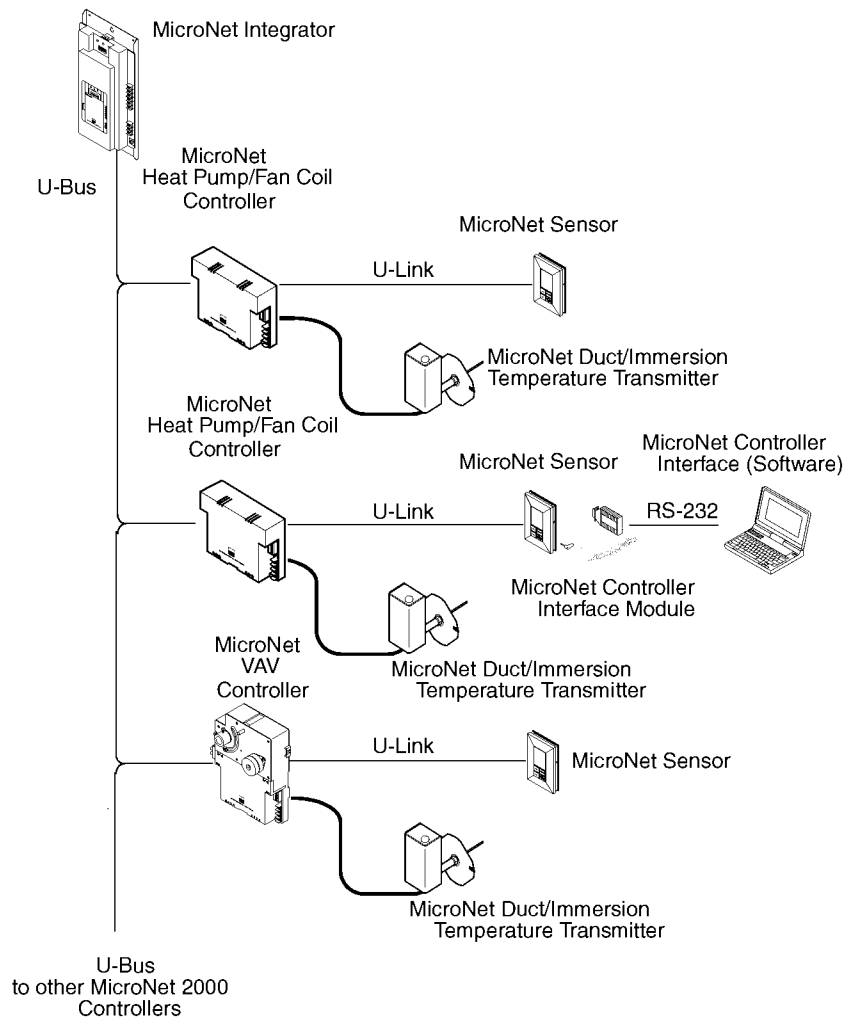 MicroNet Integrator
MicroNet
Heat Pump/Fan Coil
Controller
U-Bus
MicroNet Sensor
U-Link
MicroNet Duct/Immersion
Temperature Transmitter
MicroNet
Heat Pump/Fan Coil
Controller
MicroNet Sensor
MicroNet Controller
Interface (Software)
U-Link
RS-232
MicroNet Controller
Interface Module
MicroNet
VAV
Controller
MicroNet Duct/Immersion
Temperature Transmitter
U-Link
MicroNet Sensor
MicroNet Duct/Immersion
Temperature Transmitter
U-Bus
to other MicroNet 2000
Controllers